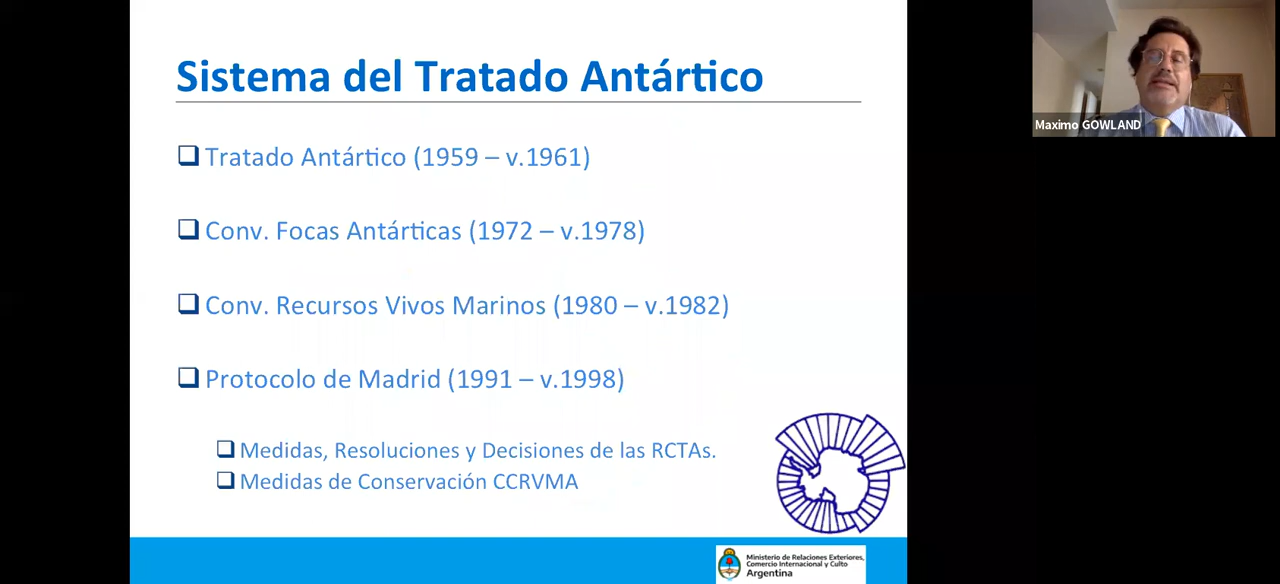 Sistema del Tratado Antártico
Maximo GOWLAND
Tratado Antártico (1959 – v.1961)
Conv. Focas Antárticas (1972 – v.1978)
Conv. Recursos Vivos Marinos (1980 – v.1982)
Protocolo de Madrid (1991 – v.1998)
Medidas, Resoluciones y Decisiones de las RCTAs.
Medidas de Conservación CCRVMA
Ministerio de Relaciones Exteriores,
Comercio Internacional y Culto
Argentina